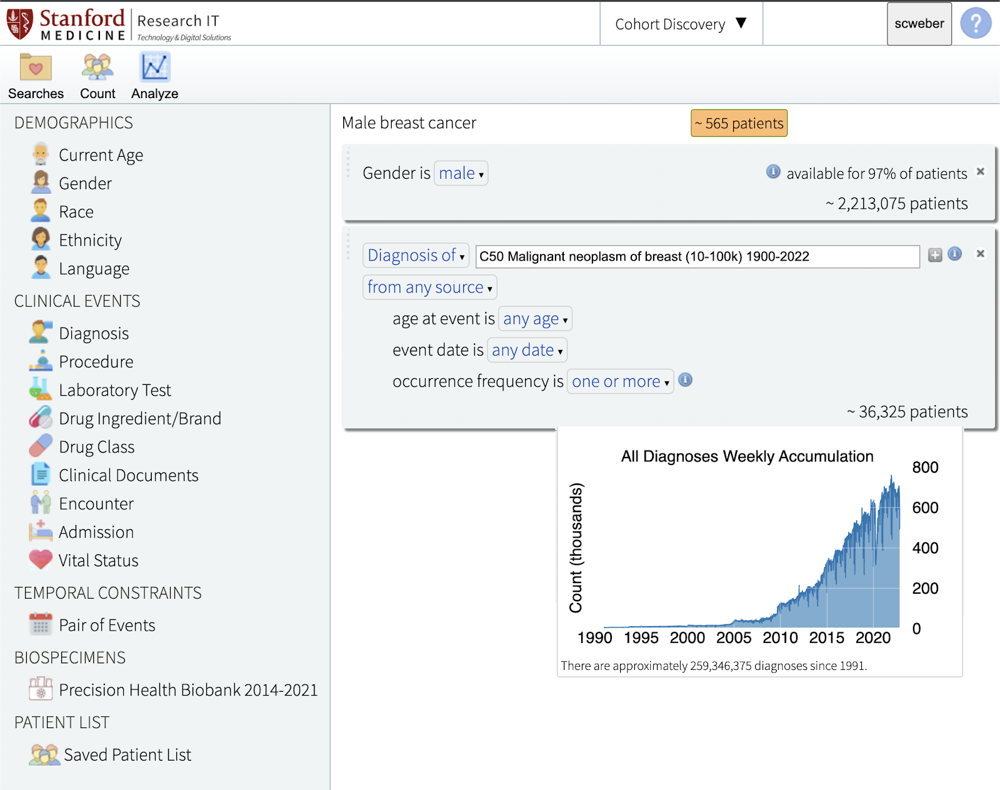 Stanford
MEDICINE
Research IT
Technology & Digital Solutions
Cohort Discovery ▼
scweber
?
Searches
Count
Analyze
DEMOGRAPHICS
Current Age
Gender
Race
Ethnicity
Language
CLINICAL EVENTS
Diagnosis
Procedure
Laboratory Test
Drug Ingredient/Brand
Drug Class
Clinical Documents
Encounter
Admission
Vital Status
TEMPORAL CONSTRAINTS
Pair of Events
BIOSPECIMENS
Precision Health Biobank 2014-2021
PATIENT LIST
Saved Patient List
Male breast cancer
~ 565 patients
Gender is male ▾
available for 97% of patients
~ 2,213,075 patients
Diagnosis of ▾ C50 Malignant neoplasm of breast (10-100k) 1900-2022
from any source ▾
age at event is any age ▾
event date is any date ▾
occurrence frequency is one or more ▾
~ 36,325 patients
All Diagnoses Weekly Accumulation
Count (thousands)
800
600
400
200
0
1990 1995 2000 2005 2010 2015 2020
There are approximately 259,346,375 diagnoses since 1991.